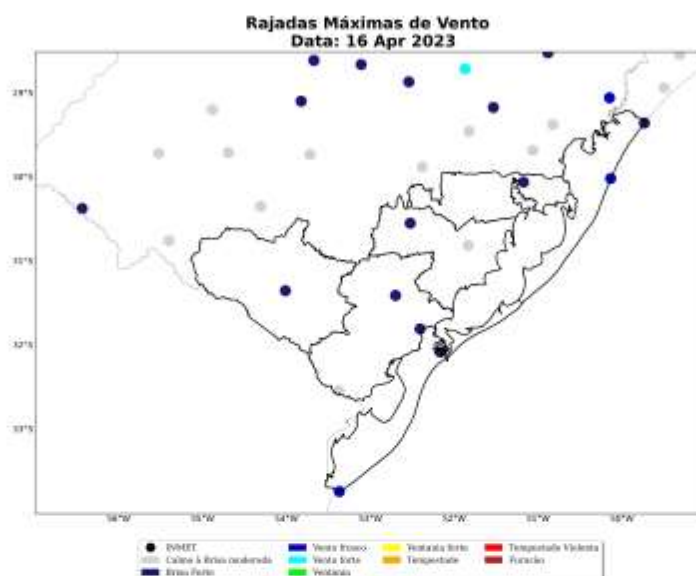 Rajadas Máximas de Vento
Data: 16 Apr 2023
29°S
30°S
31°S
32°S
33°S
56°W
55°W
54°W
53°W
52°W
51°W
50°W
INMET
Calmo à Brisa moderada
Brisa Forte
Vento fresco
Vento forte
Ventania
Ventania forte
Tempestade
Tempestade Violenta
Furacão